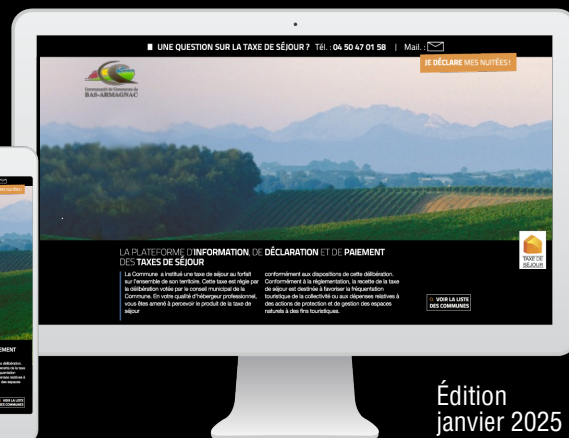 UNE QUESTION SUR LA TAXE DE SÉJOUR ? Tél. : 04 50 47 01 58 | Mail. :
JE DÉCLARE MES NUITÉES !
Communauté de Communes du
BAS-ARMAGNAC
LA PLATEFORME D'INFORMATION, DE DÉCLARATION ET DE PAIEMENT
DES TAXES DE SÉJOUR
La Commune a institué une taxe de séjour au forfait
sur l'ensemble de son territoire. Cette taxe est régie par
la délibération votée par le conseil municipal de la
Commune. En votre qualité d'hébergeur professionnel,
vous êtes amené à percevoir le produit de la taxe de
séjour
conformément aux dispositions de cette délibération.
Conformément à la réglementation, la recette de la taxe
de séjour est destinée à favoriser la fréquentation
touristique de la collectivité ou aux dépenses relatives à
des actions de protection et de gestion des espaces
naturels à des fins touristiques.
TAXE DE
SÉJOUR
VOIR LA LISTE
DES COMMUNES
Édition
janvier 2025